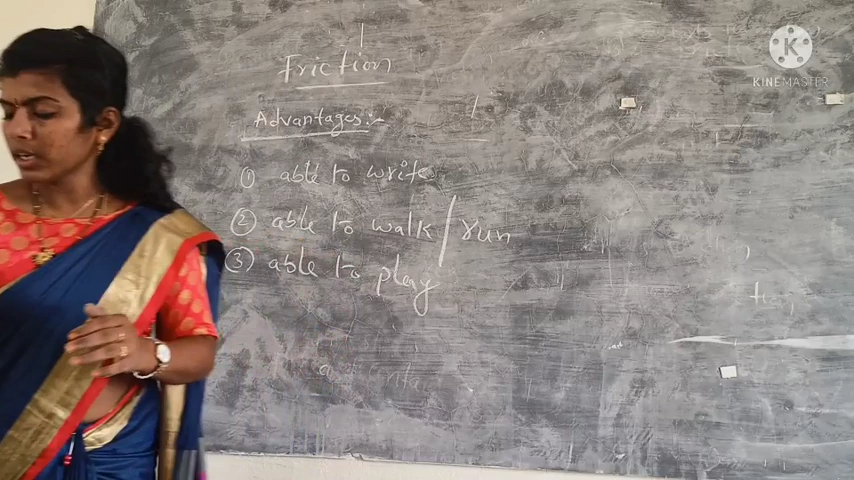 Friction
Advantages:-
① able to write
② able to walk / run
③ able to play
KINEMASTER